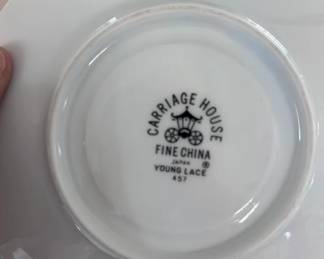 CARRIAGE HOUSE
FINE CHINA
JAPAN
®
YOUNG LACE
457